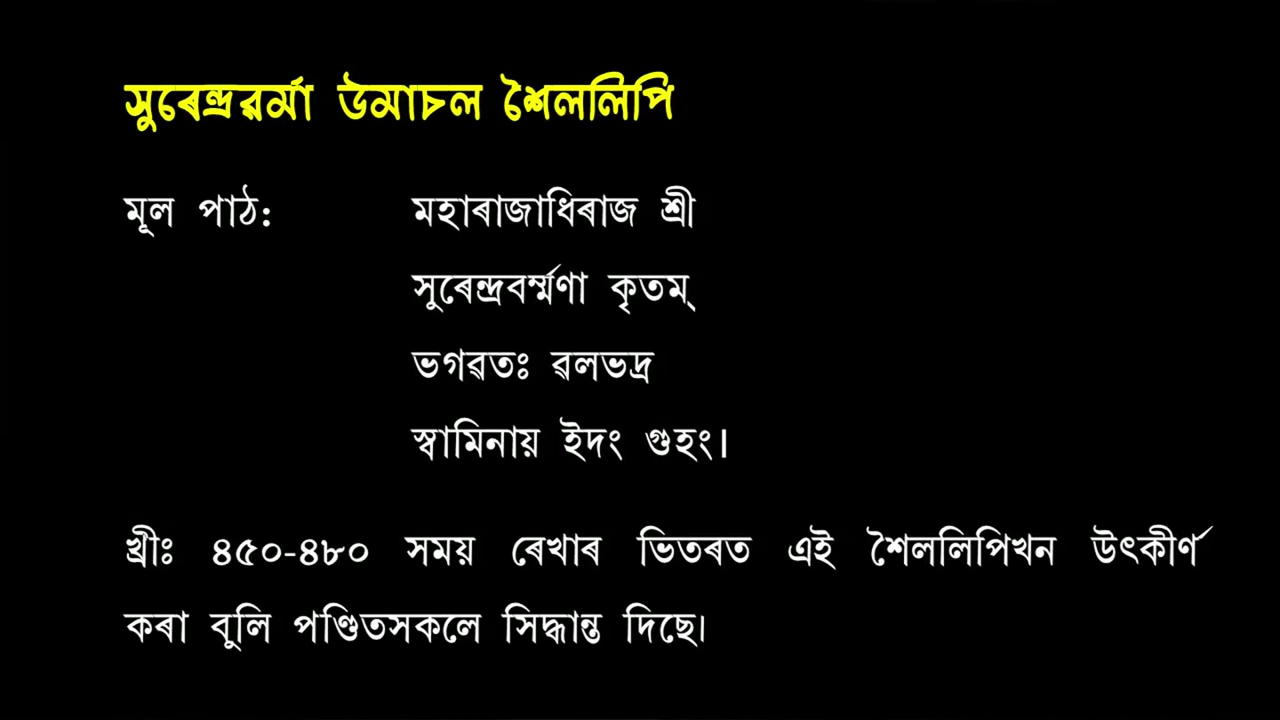 সুৰেন্দ্ৰৱৰ্মা উমাচল শৈললিপি
মূল পাঠ: মহাৰাজাধিৰাজ শ্ৰী
সুৰেন্দ্ৰবৰ্ম্মণা কৃতম্
ভগৱতঃ ৱলভদ্ৰ
স্বামিনায় ইদং গুহং।
খ্ৰীঃ ৪৫০-৪৮০ সময় ৰেখাৰ ভিতৰত এই শৈললিপিখন উৎকীৰ্ণ
কৰা বুলি পণ্ডিতসকলে সিদ্ধান্ত দিছে।